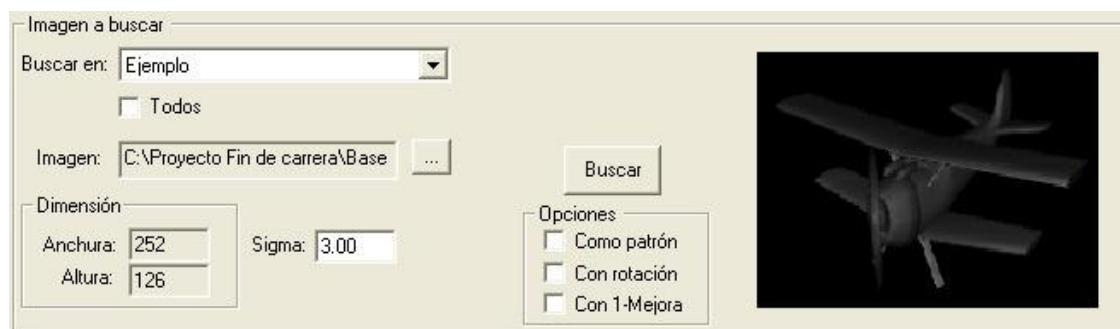 Imagen a buscar
Buscar en: Ejemplo
Todos
Imagen: C:\Proyecto Fin de carrera\Base ...
Buscar
Dimensión
Anchura: 252
Altura: 126
Sigma: 3.00
Opciones
Como patrón
Con rotación
Con 1-Mejora